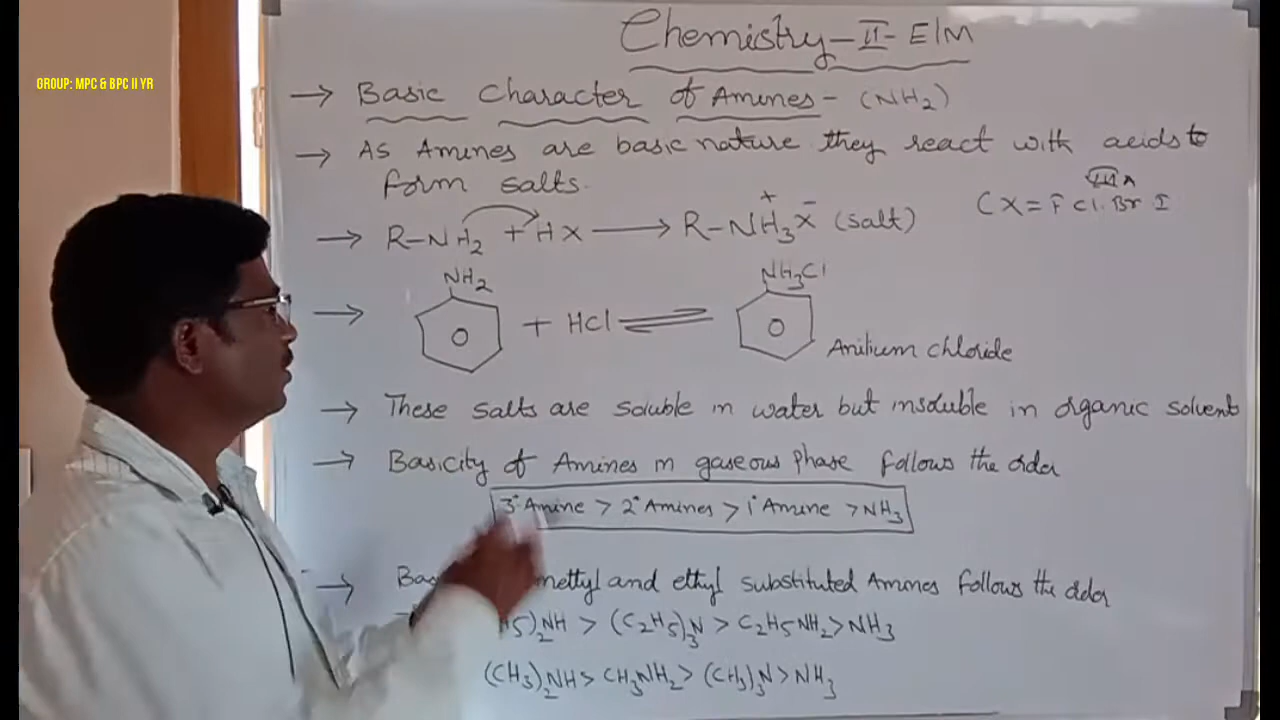 Chemistry-II-E/M
GROUP: MPC & BPC II YR
→ Basic Character of Amines - (NH2)
→ As Amines are basic nature they react with acids to
form salts.
(X = F Cl. Br I
→ R-NH2 + HX → R-NH3+ X- (salt)
NH2
NH3Cl
→ + HCl ⇌
Anilium chloride
→ These salts are soluble in water but insoluble in organic solvent
→ Basicity of Amines in gaseous phase follows the order
3° Amine > 2° Amines > 1° Amine > NH3
→ methyl and ethyl substituted Amines follows the order
H5)2NH > (C2H5)3N > C2H5NH2 > NH3
(CH3)2NH > CH3NH2 > (CH3)3N > NH3